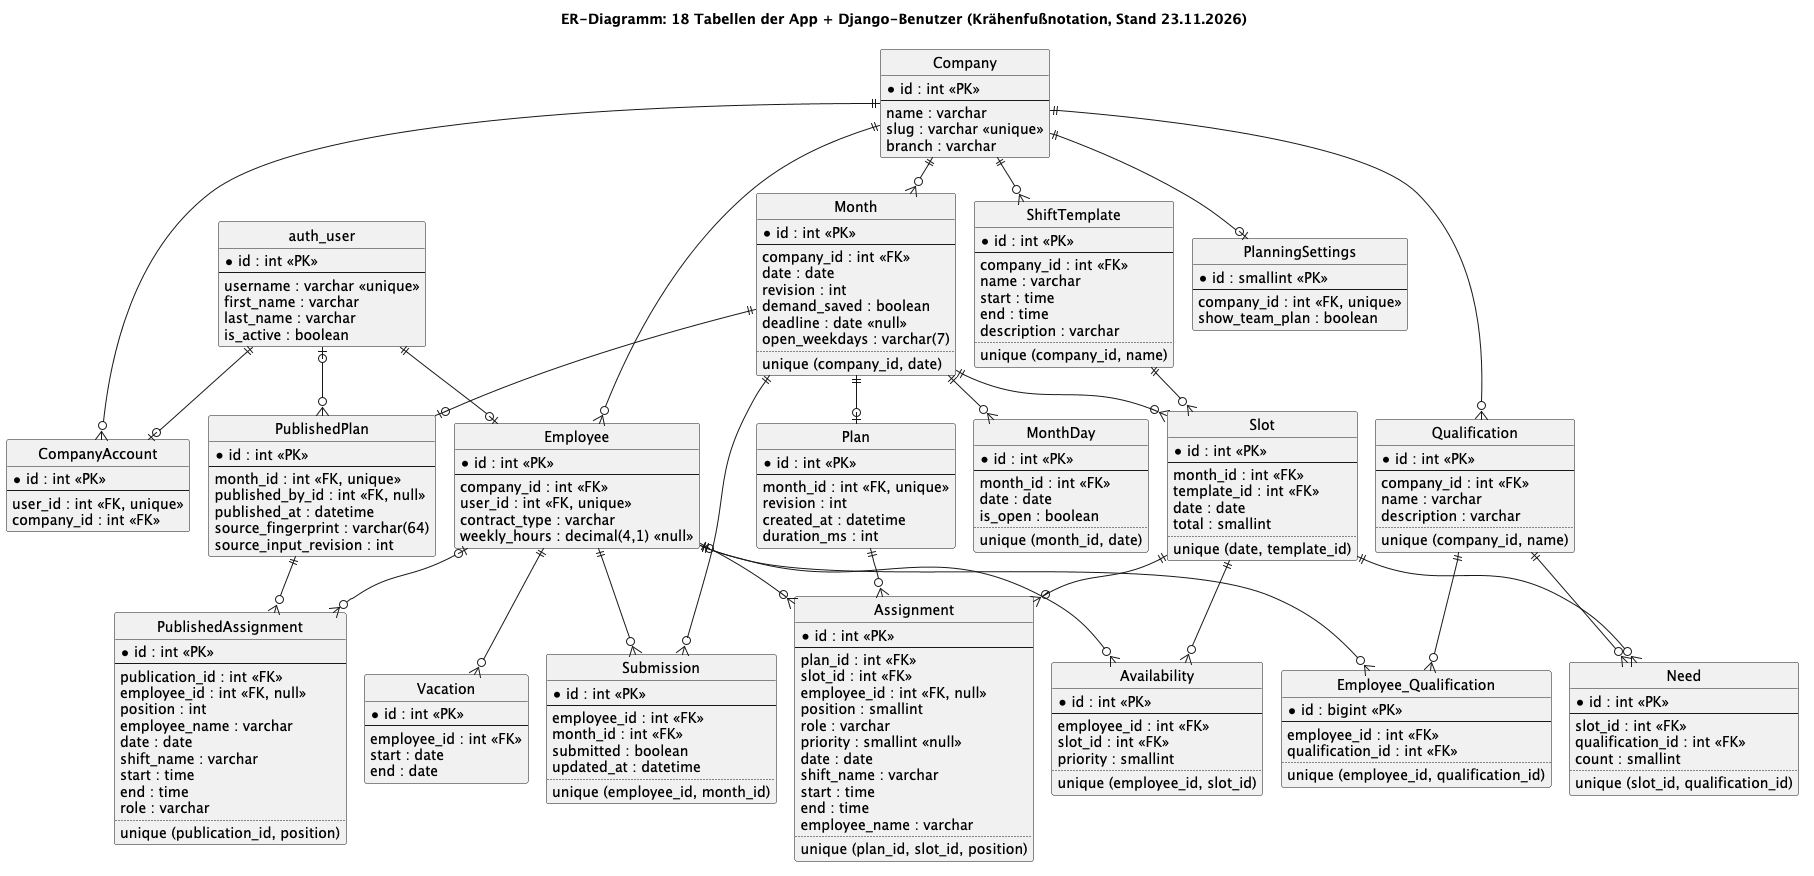 ER-Diagramm: 18 Tabellen der App + Django-Benutzer (Krähenfußnotation, Stand 23.11.2026)
Company
id : int «PK»
name : varchar
slug : varchar «unique»
branch : varchar
Month
id : int «PK»
company_id : int «FK»
date : date
revision : int
demand_saved : boolean
deadline : date «null»
open_weekdays : varchar(7)
unique (company_id, date)
ShiftTemplate
id : int «PK»
company_id : int «FK»
name : varchar
start : time
end : time
description : varchar
unique (company_id, name)
PlanningSettings
id : smallint «PK»
company_id : int «FK, unique»
show_team_plan : boolean
auth_user
id : int «PK»
username : varchar «unique»
first_name : varchar
last_name : varchar
is_active : boolean
CompanyAccount
id : int «PK»
user_id : int «FK, unique»
company_id : int «FK»
PublishedPlan
id : int «PK»
month_id : int «FK, unique»
published_by_id : int «FK, null»
published_at : datetime
source_fingerprint : varchar(64)
source_input_revision : int
Employee
id : int «PK»
company_id : int «FK»
user_id : int «FK, unique»
contract_type : varchar
weekly_hours : decimal(4,1) «null»
Plan
id : int «PK»
month_id : int «FK, unique»
revision : int
created_at : datetime
duration_ms : int
MonthDay
id : int «PK»
month_id : int «FK»
date : date
is_open : boolean
unique (month_id, date)
Slot
id : int «PK»
month_id : int «FK»
template_id : int «FK»
date : date
total : smallint
unique (date, template_id)
Qualification
id : int «PK»
company_id : int «FK»
name : varchar
description : varchar
unique (company_id, name)
PublishedAssignment
id : int «PK»
publication_id : int «FK»
employee_id : int «FK, null»
position : int
employee_name : varchar
date : date
shift_name : varchar
start : time
end : time
role : varchar
unique (publication_id, position)
Vacation
id : int «PK»
employee_id : int «FK»
start : date
end : date
Submission
id : int «PK»
employee_id : int «FK»
month_id : int «FK»
submitted : boolean
updated_at : datetime
unique (employee_id, month_id)
Assignment
id : int «PK»
plan_id : int «FK»
slot_id : int «FK»
employee_id : int «FK, null»
position : smallint
role : varchar
priority : smallint «null»
date : date
shift_name : varchar
start : time
end : time
employee_name : varchar
unique (plan_id, slot_id, position)
Availability
id : int «PK»
employee_id : int «FK»
slot_id : int «FK»
priority : smallint
unique (employee_id, slot_id)
Employee_Qualification
id : bigint «PK»
employee_id : int «FK»
qualification_id : int «FK»
unique (employee_id, qualification_id)
Need
id : int «PK»
slot_id : int «FK»
qualification_id : int «FK»
count : smallint
unique (slot_id, qualification_id)